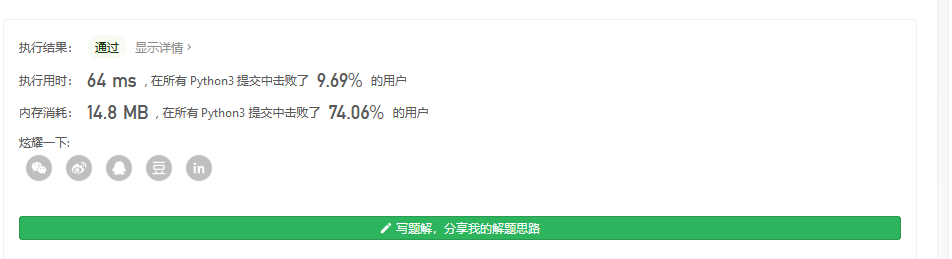 执行结果： 通过 显示详情 >
执行用时： 64 ms , 在所有 Python3 提交中击败了 9.69% 的用户
内存消耗： 14.8 MB , 在所有 Python3 提交中击败了 74.06% 的用户
炫耀一下:
豆 in
写题解，分享我的解题思路